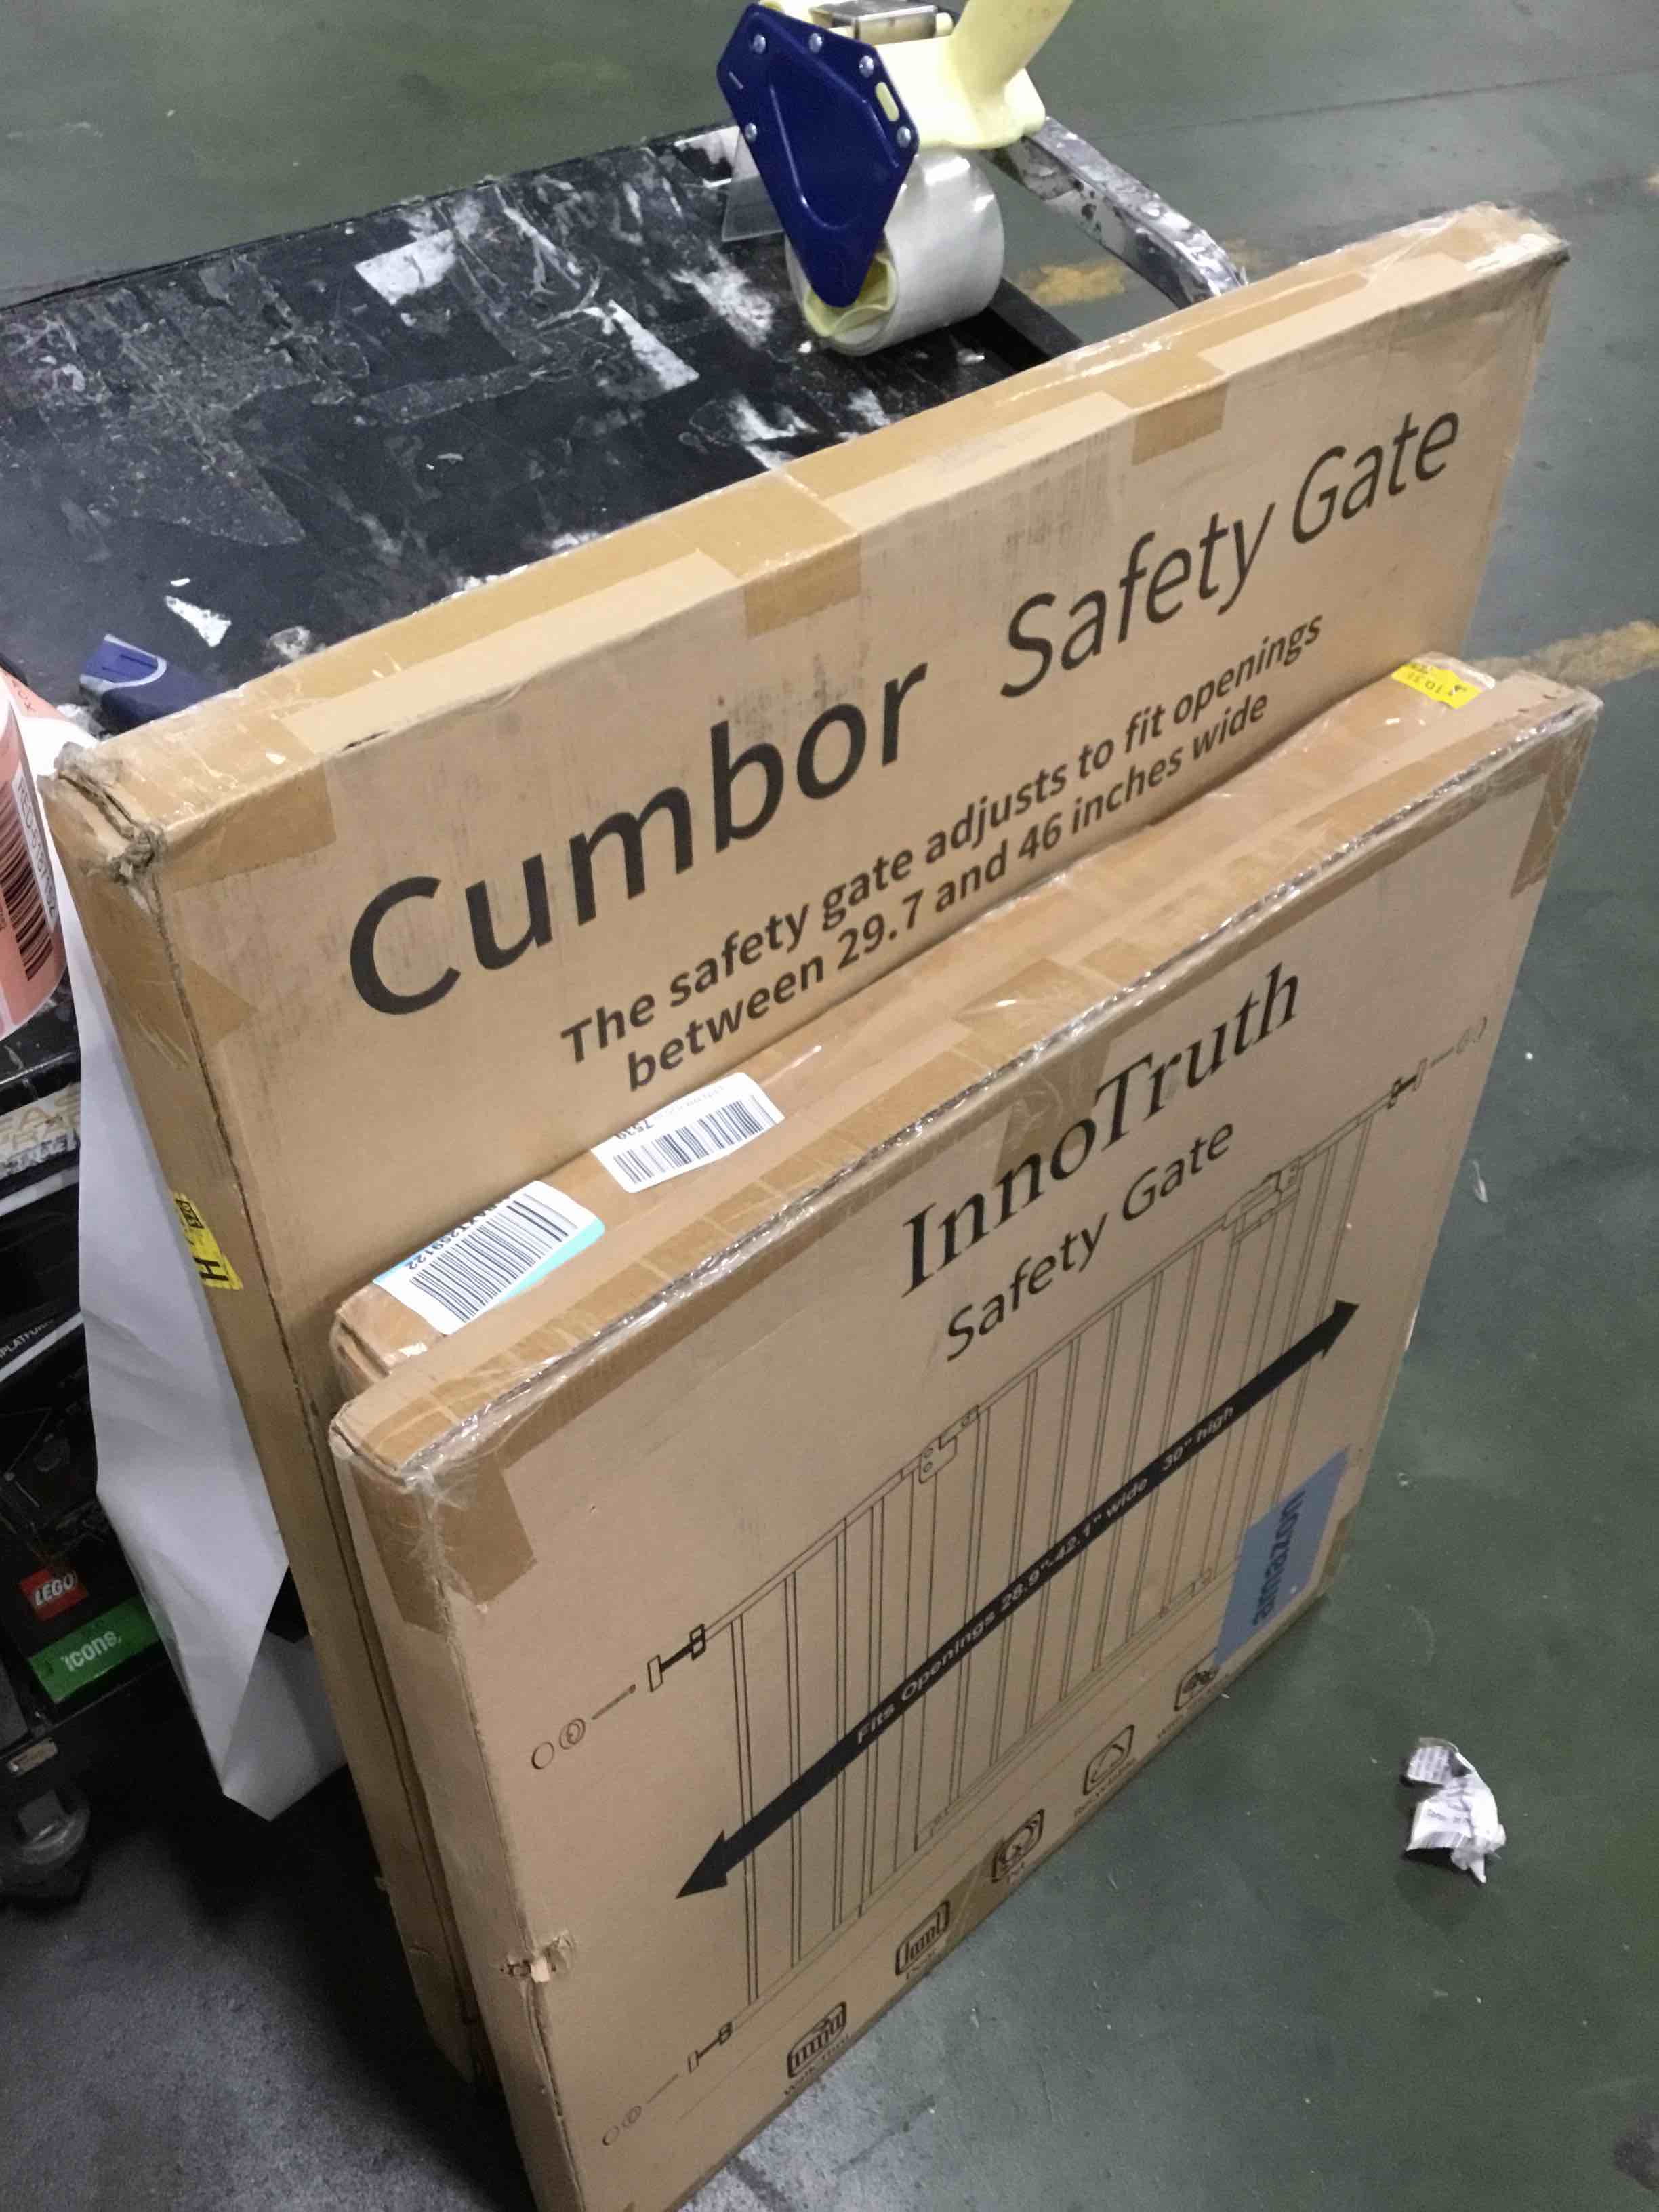 Cumbor Safety Gate
The safety gate adjusts to fit openings
between 29.7 and 46 inches wide
InnoTruth
Safety Gate
Fits Openings 28.9"-42.1" wide 30" high
LEGO
icons.
H
7539